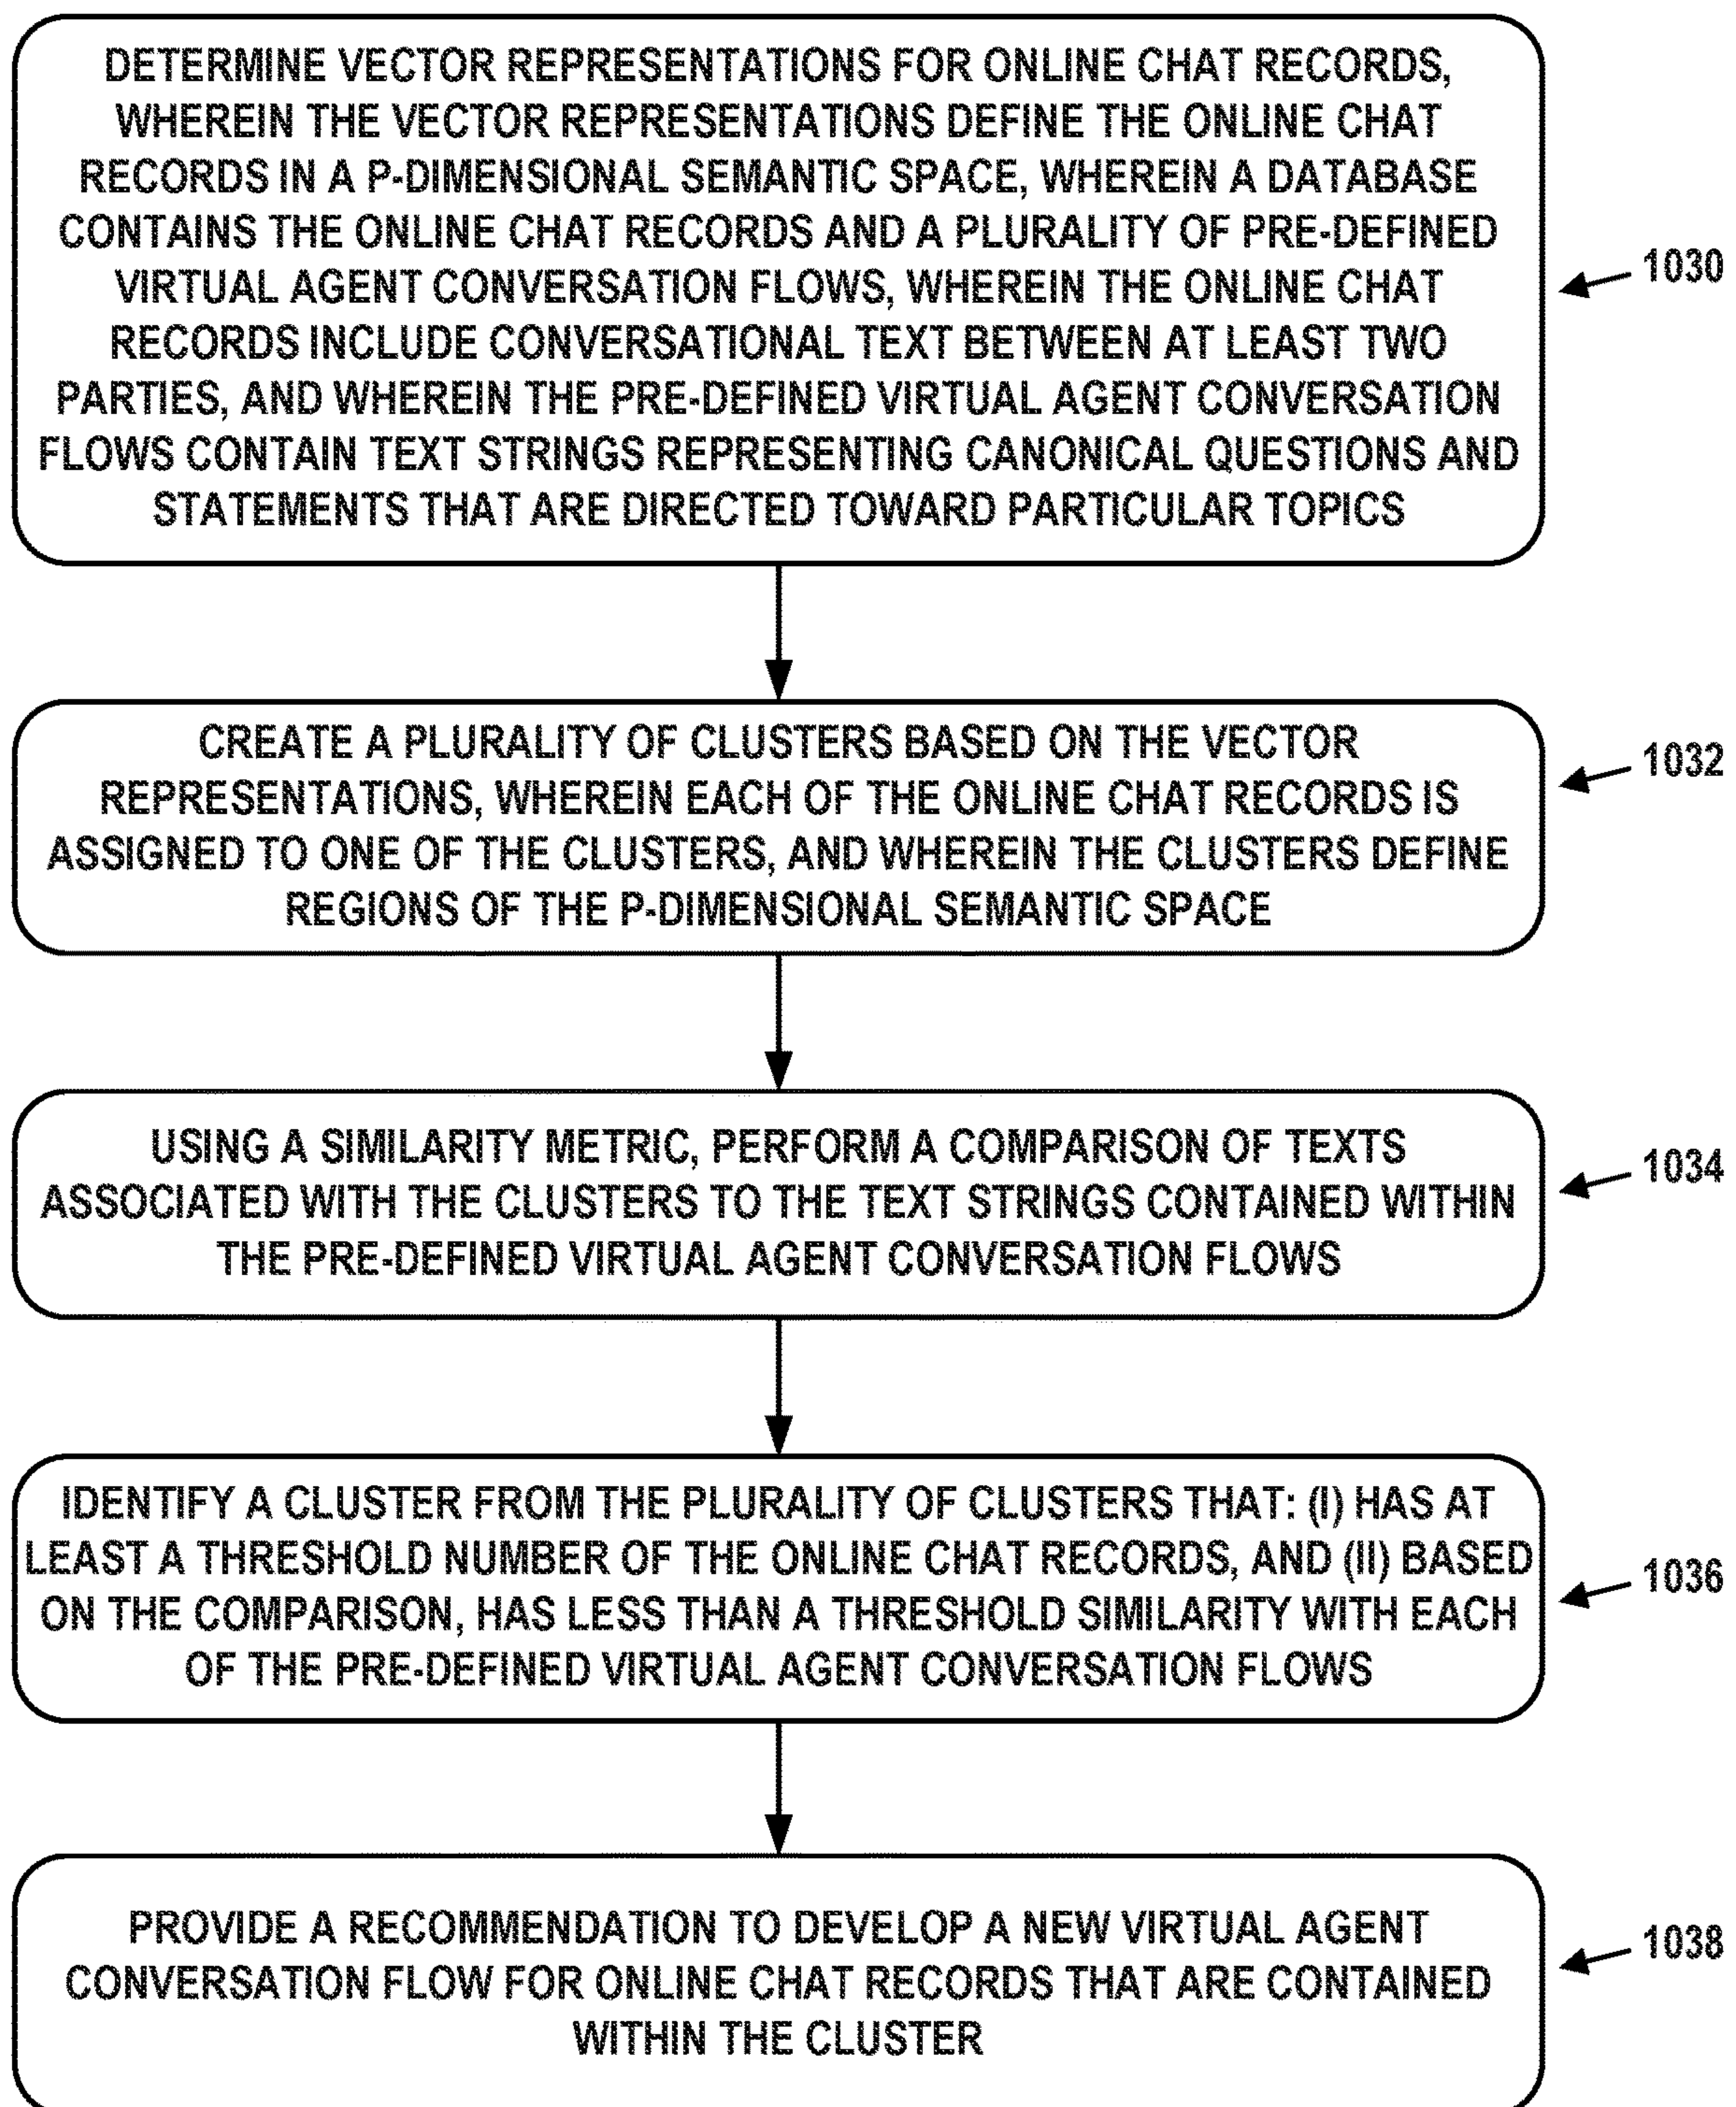 DETERMINE VECTOR REPRESENTATIONS FOR ONLINE CHAT RECORDS,
WHEREIN THE VECTOR REPRESENTATIONS DEFINE THE ONLINE CHAT
RECORDS IN A P-DIMENSIONAL SEMANTIC SPACE, WHEREIN A DATABASE
CONTAINS THE ONLINE CHAT RECORDS AND A PLURALITY OF PRE-DEFINED
VIRTUAL AGENT CONVERSATION FLOWS, WHEREIN THE ONLINE CHAT
RECORDS INCLUDE CONVERSATIONAL TEXT BETWEEN AT LEAST TWO
PARTIES, AND WHEREIN THE PRE-DEFINED VIRTUAL AGENT CONVERSATION
FLOWS CONTAIN TEXT STRINGS REPRESENTING CANONICAL QUESTIONS AND
STATEMENTS THAT ARE DIRECTED TOWARD PARTICULAR TOPICS
1030
CREATE A PLURALITY OF CLUSTERS BASED ON THE VECTOR
REPRESENTATIONS, WHEREIN EACH OF THE ONLINE CHAT RECORDS IS
ASSIGNED TO ONE OF THE CLUSTERS, AND WHEREIN THE CLUSTERS DEFINE
REGIONS OF THE P-DIMENSIONAL SEMANTIC SPACE
1032
USING A SIMILARITY METRIC, PERFORM A COMPARISON OF TEXTS
ASSOCIATED WITH THE CLUSTERS TO THE TEXT STRINGS CONTAINED WITHIN
THE PRE-DEFINED VIRTUAL AGENT CONVERSATION FLOWS
1034
IDENTIFY A CLUSTER FROM THE PLURALITY OF CLUSTERS THAT: (I) HAS AT
LEAST A THRESHOLD NUMBER OF THE ONLINE CHAT RECORDS, AND (II) BASED
ON THE COMPARISON, HAS LESS THAN A THRESHOLD SIMILARITY WITH EACH
OF THE PRE-DEFINED VIRTUAL AGENT CONVERSATION FLOWS
1036
PROVIDE A RECOMMENDATION TO DEVELOP A NEW VIRTUAL AGENT
CONVERSATION FLOW FOR ONLINE CHAT RECORDS THAT ARE CONTAINED
WITHIN THE CLUSTER
1038